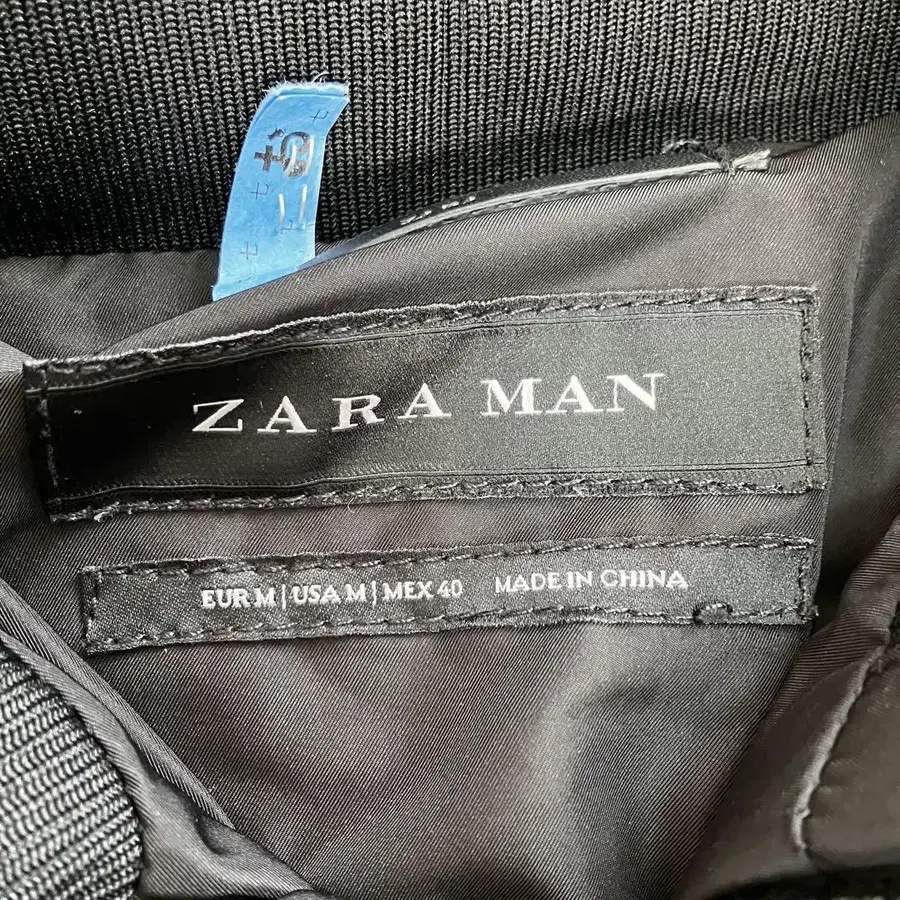 ZARA MAN
EUR M | USA M | MEX 40 MADE IN CHINA